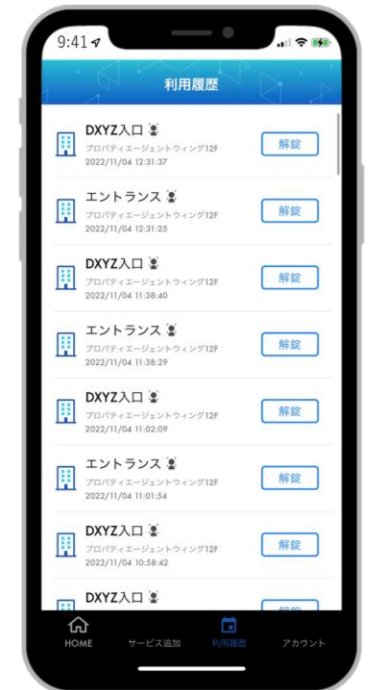 9:41
利用履歴
DXYZ入口
プロパティエージェントウィング12F
2022/11/04 12:31:37
解錠
エントランス
プロパティエージェントウィング12F
2022/11/04 12:31:25
解錠
DXYZ入口
プロパティエージェントウィング12F
2022/11/04 11:38:40
解錠
エントランス
プロパティエージェントウィング12F
2022/11/04 11:38:29
解錠
DXYZ入口
プロパティエージェントウィング12F
2022/11/04 11:02:09
解錠
エントランス
プロパティエージェントウィング12F
2022/11/04 11:01:54
解錠
DXYZ入口
プロパティエージェントウィング12F
2022/11/04 10:58:42
解錠
DXYZ入口
HOME
サービス追加
利用履歴
アカウント